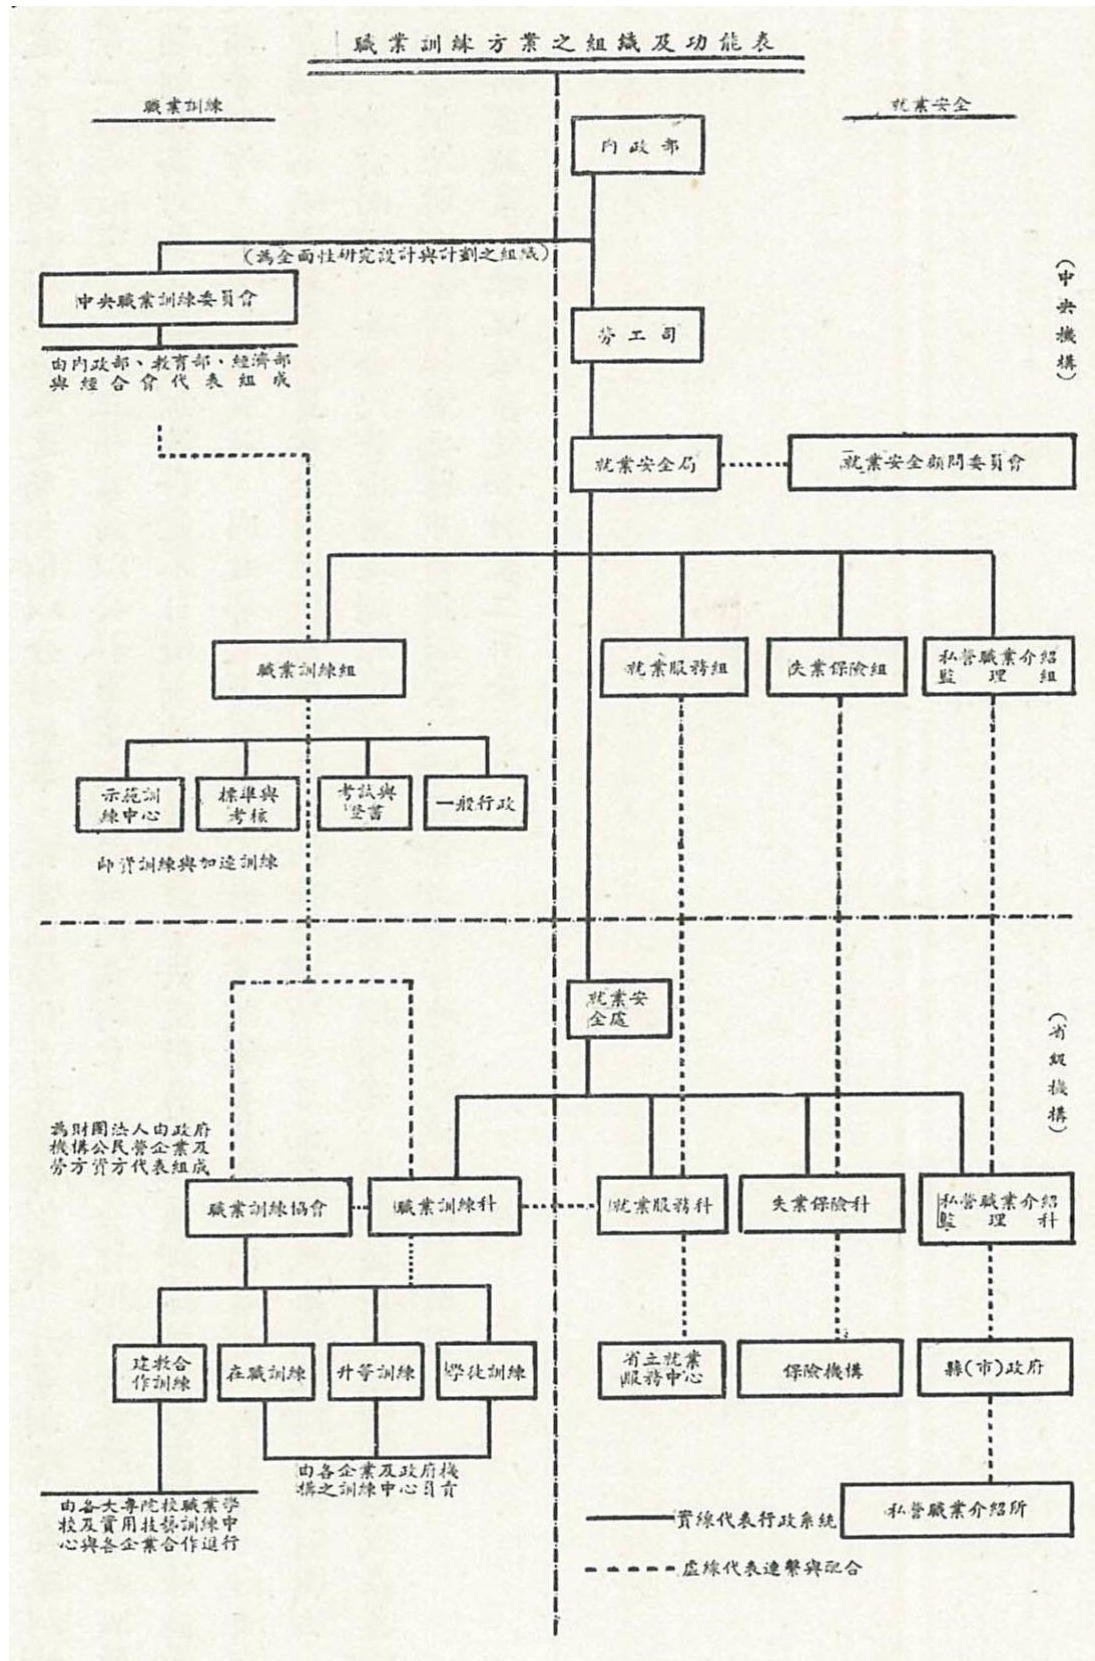 職業訓練方案之組織及功能表
職業訓練
就業安全
內政部
(為全面性研究設計與計劃之組織)
(中央機構)
中央職業訓練委員會
勞工司
由內政部、教育部、經濟部
與經合會代表組成
就業安全局
就業安全顧問委員會
職業訓練組
就業服務組
失業保險組
私營職業介紹
監理組
示範訓
練中心
標準與
考核
考試與
登書
一般行政
師資訓練與加速訓練
就業安
全處
(省級機構)
為財團法人由政府
機構公民營企業及
勞方資方代表組成
職業訓練協會
職業訓練科
就業服務科
失業保險科
私營職業介紹
監理科
建教合
作訓練
在職訓練
升等訓練
學徒訓練
省立就業
服務中心
保險機構
縣(市)政府
由各企業及政府機
構之訓練中心負責
由各大專院校職業學
校及實用技藝訓練中
心與各企業合作進行
實線代表行政系統
私營職業介紹所
虛線代表連繫與配合